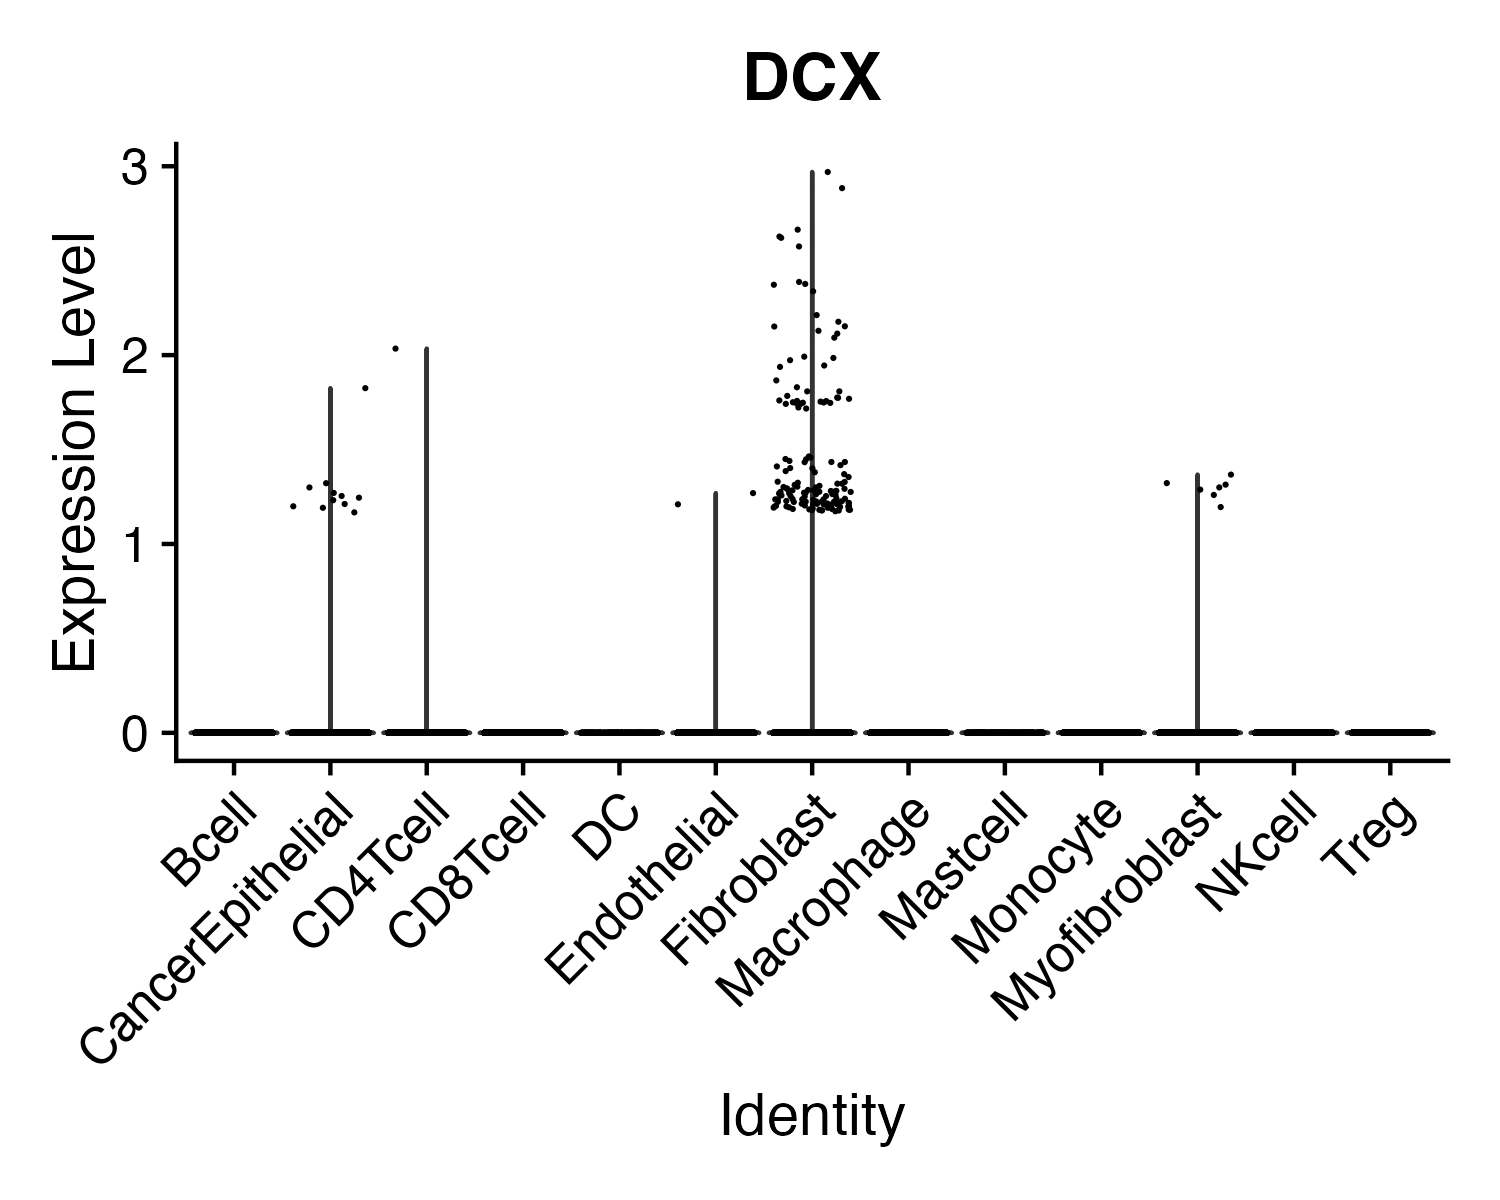 DCX
Expression Level
3
2
1
0
Bcell
CancerEpithelial
CD4Tcell
CD8Tcell
DC
Endothelial
Fibroblast
Macrophage
Mastcell
Monocyte
Myofibroblast
NKcell
Treg
Identity